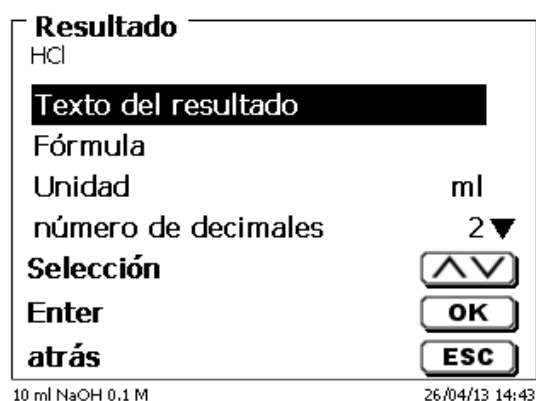 Resultado
HCl
Texto del resultado
Fórmula
Unidad ml
número de decimales 2▼
Selección
Enter OK
atrás ESC
10 ml NaOH 0.1 M 26/04/13 14:43